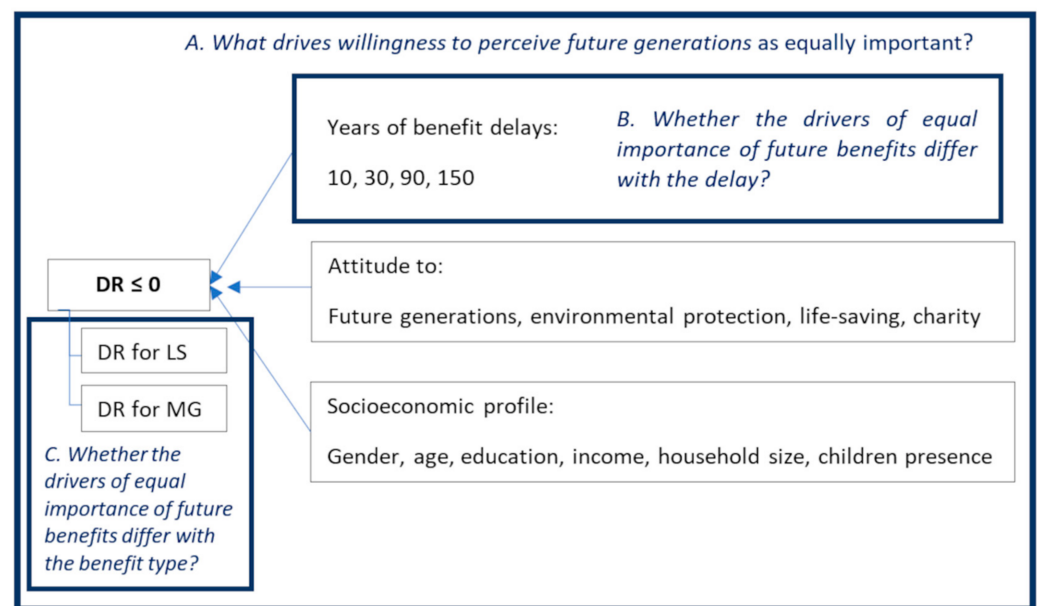 A. What drives willingness to perceive future generations as equally important?
Years of benefit delays:
10, 30, 90, 150
B. Whether the drivers of equal
importance of future benefits differ
with the delay?
Attitude to:
Future generations, environmental protection, life-saving, charity
DR ≤ 0
DR for LS
DR for MG
C. Whether the
drivers of equal
importance of future
benefits differ with
the benefit type?
Socioeconomic profile:
Gender, age, education, income, household size, children presence